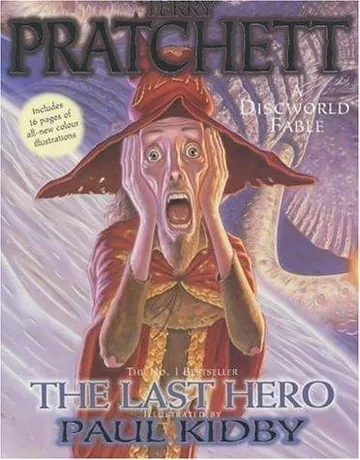 TERRY
PRATCHETT
Includes
16 pages of
all-new colour
illustrations
A
DISCWORLD
FABLE
THE NO. 1 BESTSELLER
THE LAST HERO
ILLUSTRATED BY
PAUL KIDBY